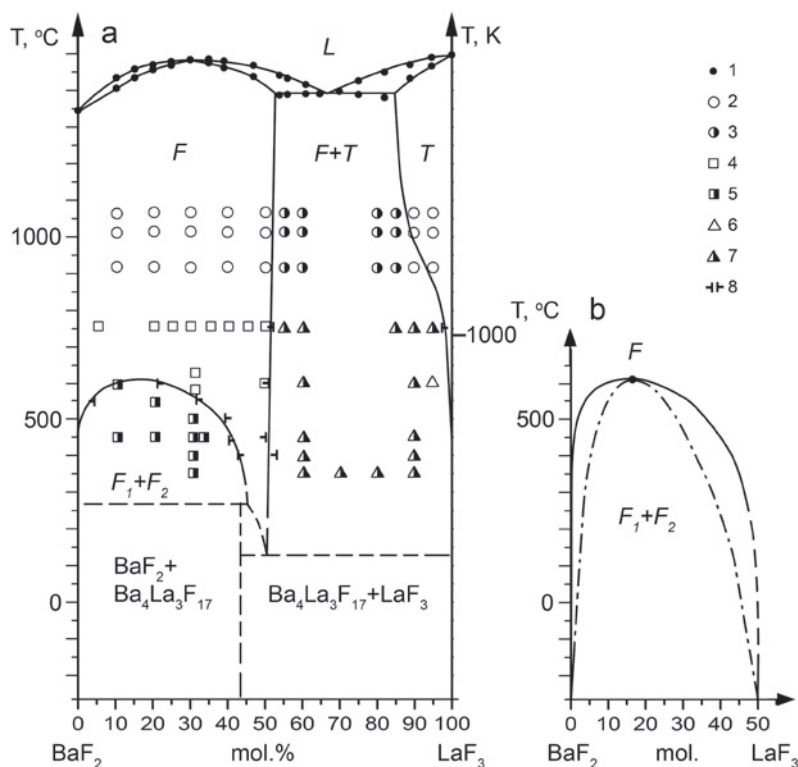 T, °C a T, K
L
1
2
3
4
5
6
7
8
F F+T T
1000
T, °C b
1000
F
500 500
F₁+F₂
F₁+F₂
BaF₂+
Ba₄La₃F₁₇ Ba₄La₃F₁₇+LaF₃
0 0
0 10 20 30 40 50 60 70 80 90 100 0 10 20 30 40 50
BaF₂ mol.% LaF₃ BaF₂ mol. LaF₃